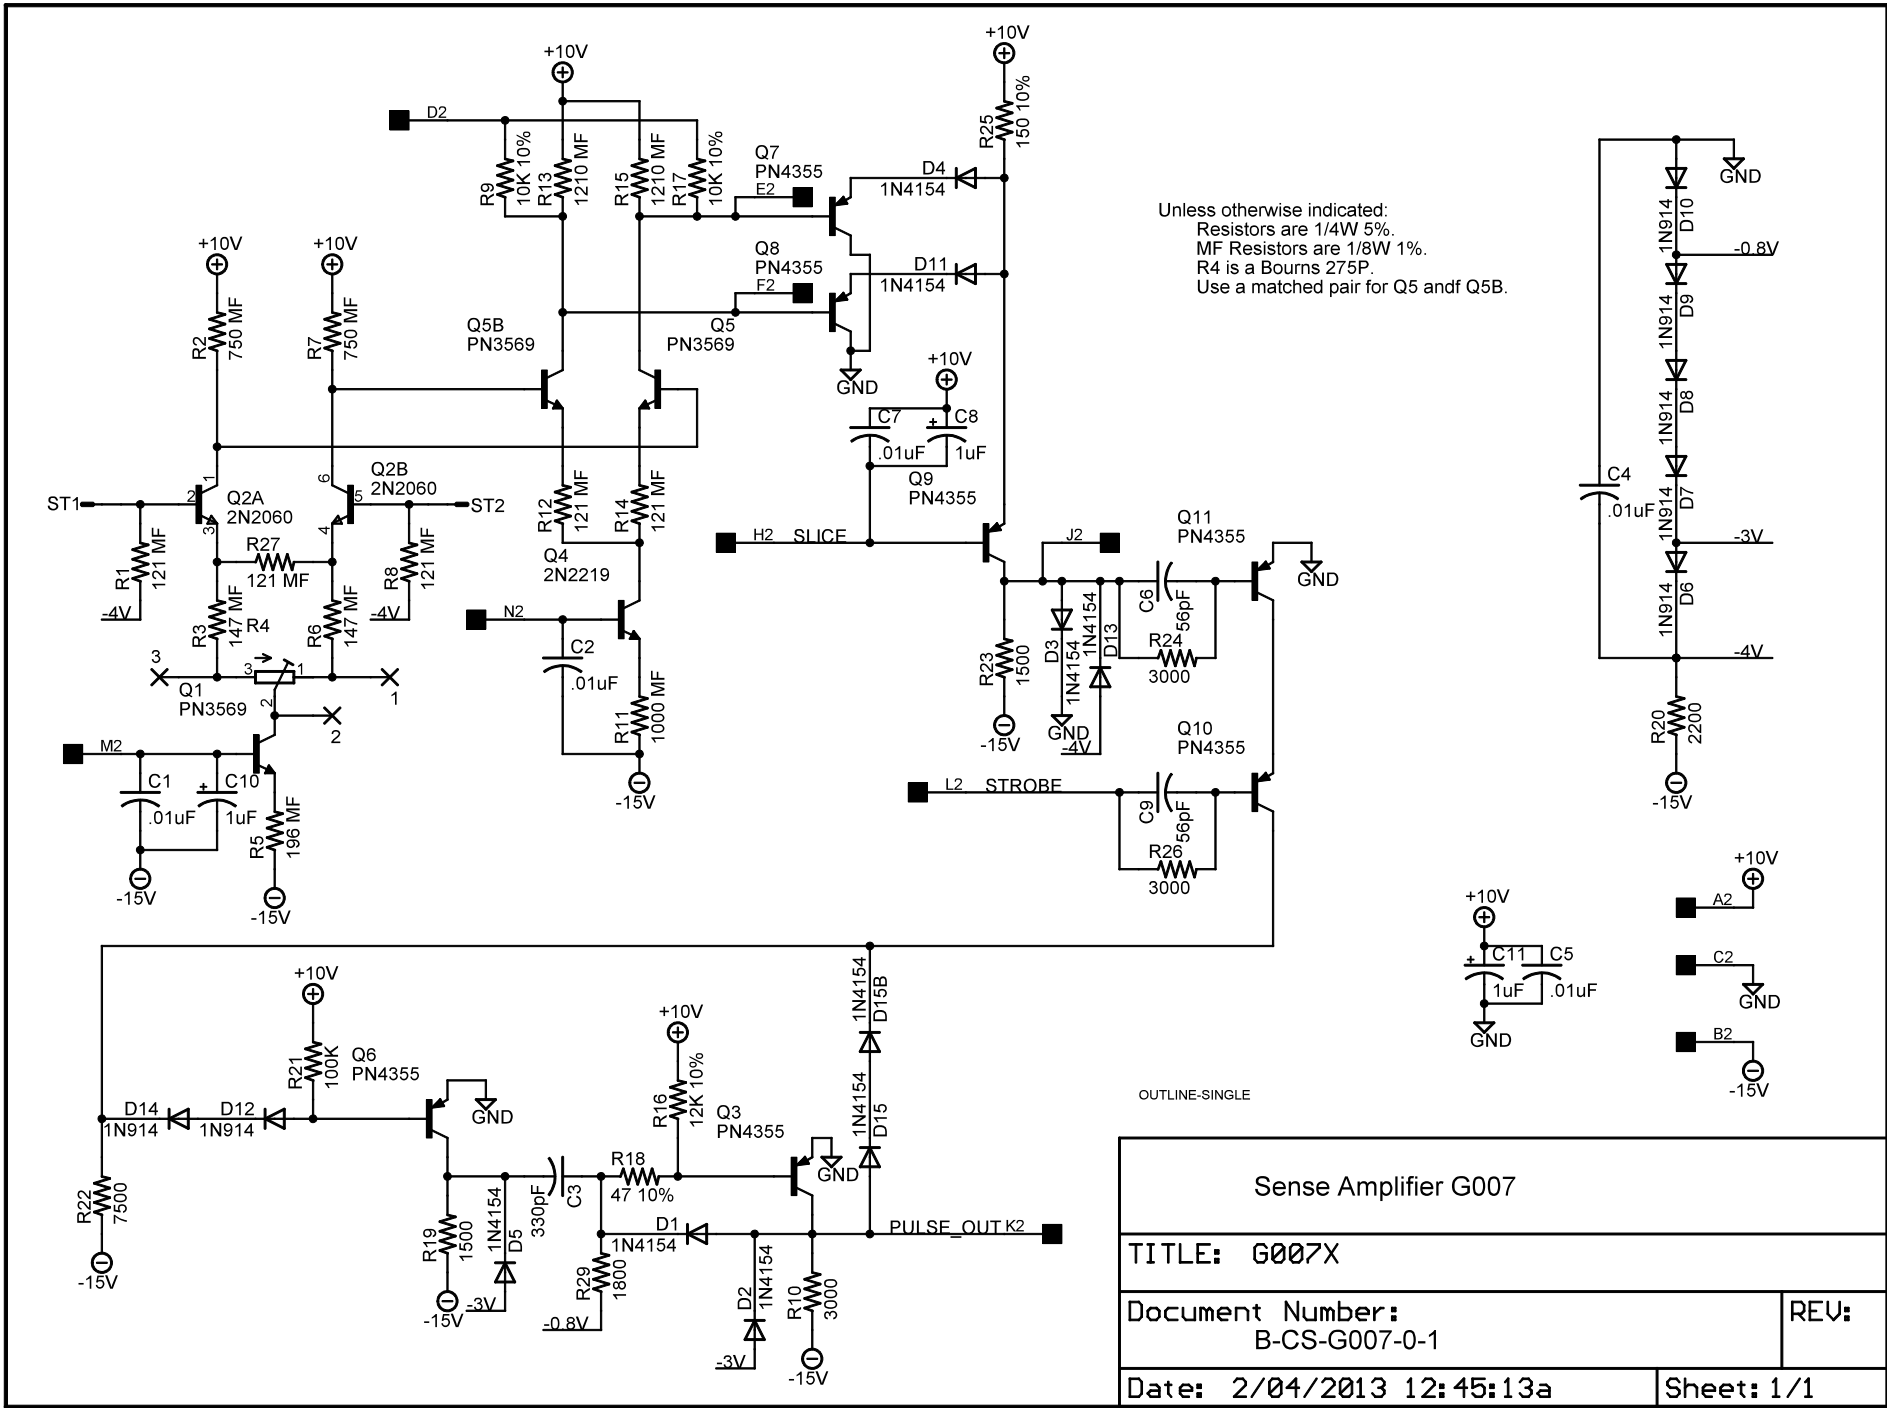 +10V
+10V
D2
R9
10K 10%
R13
1210 MF
R15
1210 MF
R17
10K 10%
Q7
PN4355
E2
R25
150 10%
D4
1N4154
Q8
PN4355
F2
D11
1N4154
GND
1N914
D10
-0.8V
Unless otherwise indicated:
Resistors are 1/4W 5%.
MF Resistors are 1/8W 1%.
R4 is a Bourns 275P.
Use a matched pair for Q5 andf Q5B.
+10V
+10V
R2
750 MF
R7
750 MF
Q5B
PN3569
Q5
PN3569
GND
+10V
C7
.01uF
C8
1uF
1N914
D9
1N914
D8
1N914
D7
C4
.01uF
-3V
1N914
D6
-4V
R20
2200
-15V
ST1
2
1
3
Q2A
2N2060
6
4
5
Q2B
2N2060
ST2
R1
121 MF
-4V
R27
121 MF
R8
121 MF
-4V
R3
147 MF
R4
R6
147 MF
3
3
1
2
1
2
Q1
PN3569
M2
C1
.01uF
C10
1uF
R5
196 MF
-15V
-15V
R12
121 MF
R14
121 MF
Q4
2N2219
N2
C2
.01uF
R11
1000 MF
-15V
Q9
PN4355
H2 SLICE
J2
R23
1500
-15V
D3
1N4154
GND
1N4154
D13
-4V
C6
56pF
R24
3000
Q11
PN4355
GND
Q10
PN4355
L2 STROBE
C9
56pF
R26
3000
+10V
C11
1uF
C5
.01uF
GND
+10V
A2
C2
GND
B2
-15V
+10V
R21
100K
Q6
PN4355
GND
D14
1N914
D12
1N914
R22
7500
-15V
R19
1500
-15V
1N4154
D5
-3V
330pF
C3
R18
47 10%
+10V
R16
12K 10%
Q3
PN4355
GND
1N4154
D15B
1N4154
D15
D1
1N4154
R29
1800
-0.8V
D2
1N4154
-3V
R10
3000
-15V
PULSE_OUT K2
OUTLINE-SINGLE
Sense Amplifier G007
TITLE: G007X
Document Number:
B-CS-G007-0-1
REV:
Date: 2/04/2013 12:45:13a
Sheet: 1/1